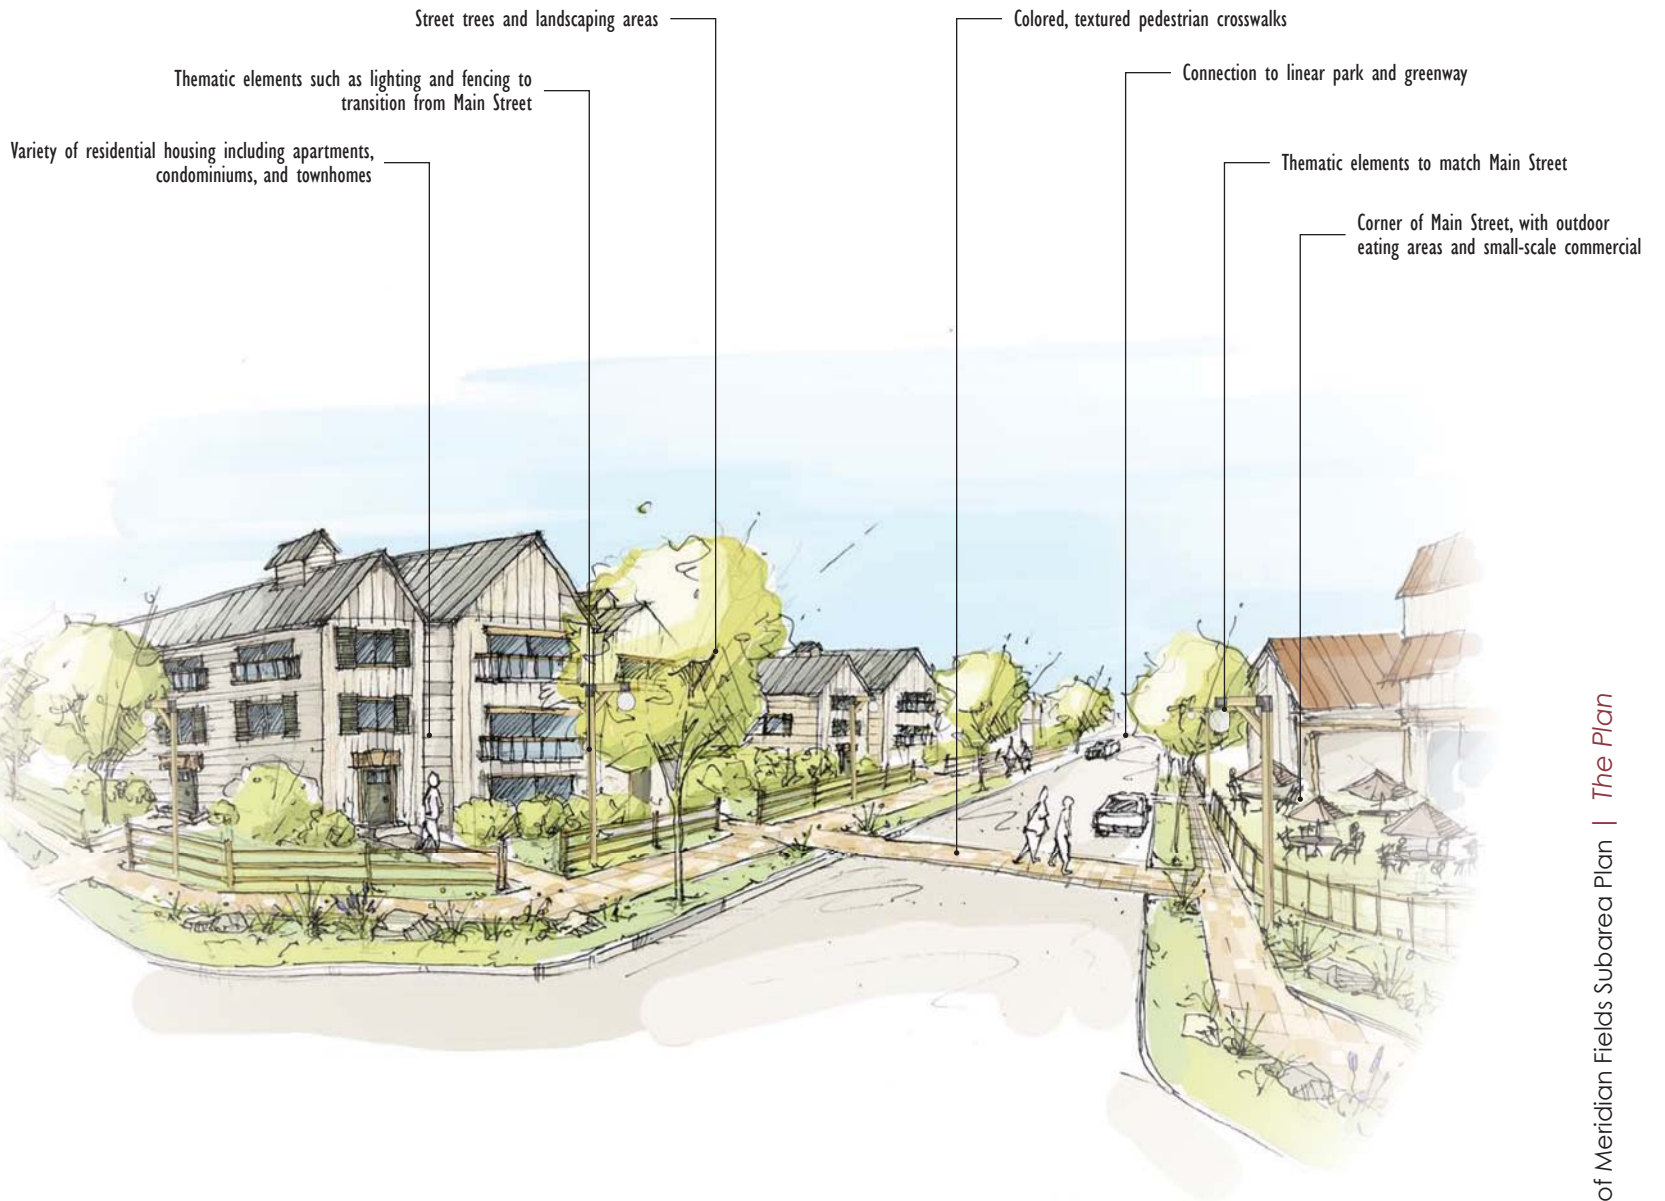 Street trees and landscaping areas
Colored, textured pedestrian crosswalks
Thematic elements such as lighting and fencing to
transition from Main Street
Connection to linear park and greenway
Variety of residential housing including apartments,
condominiums, and townhomes
Thematic elements to match Main Street
Corner of Main Street, with outdoor
eating areas and small-scale commercial
of Meridian Fields Subarea Plan | The Plan